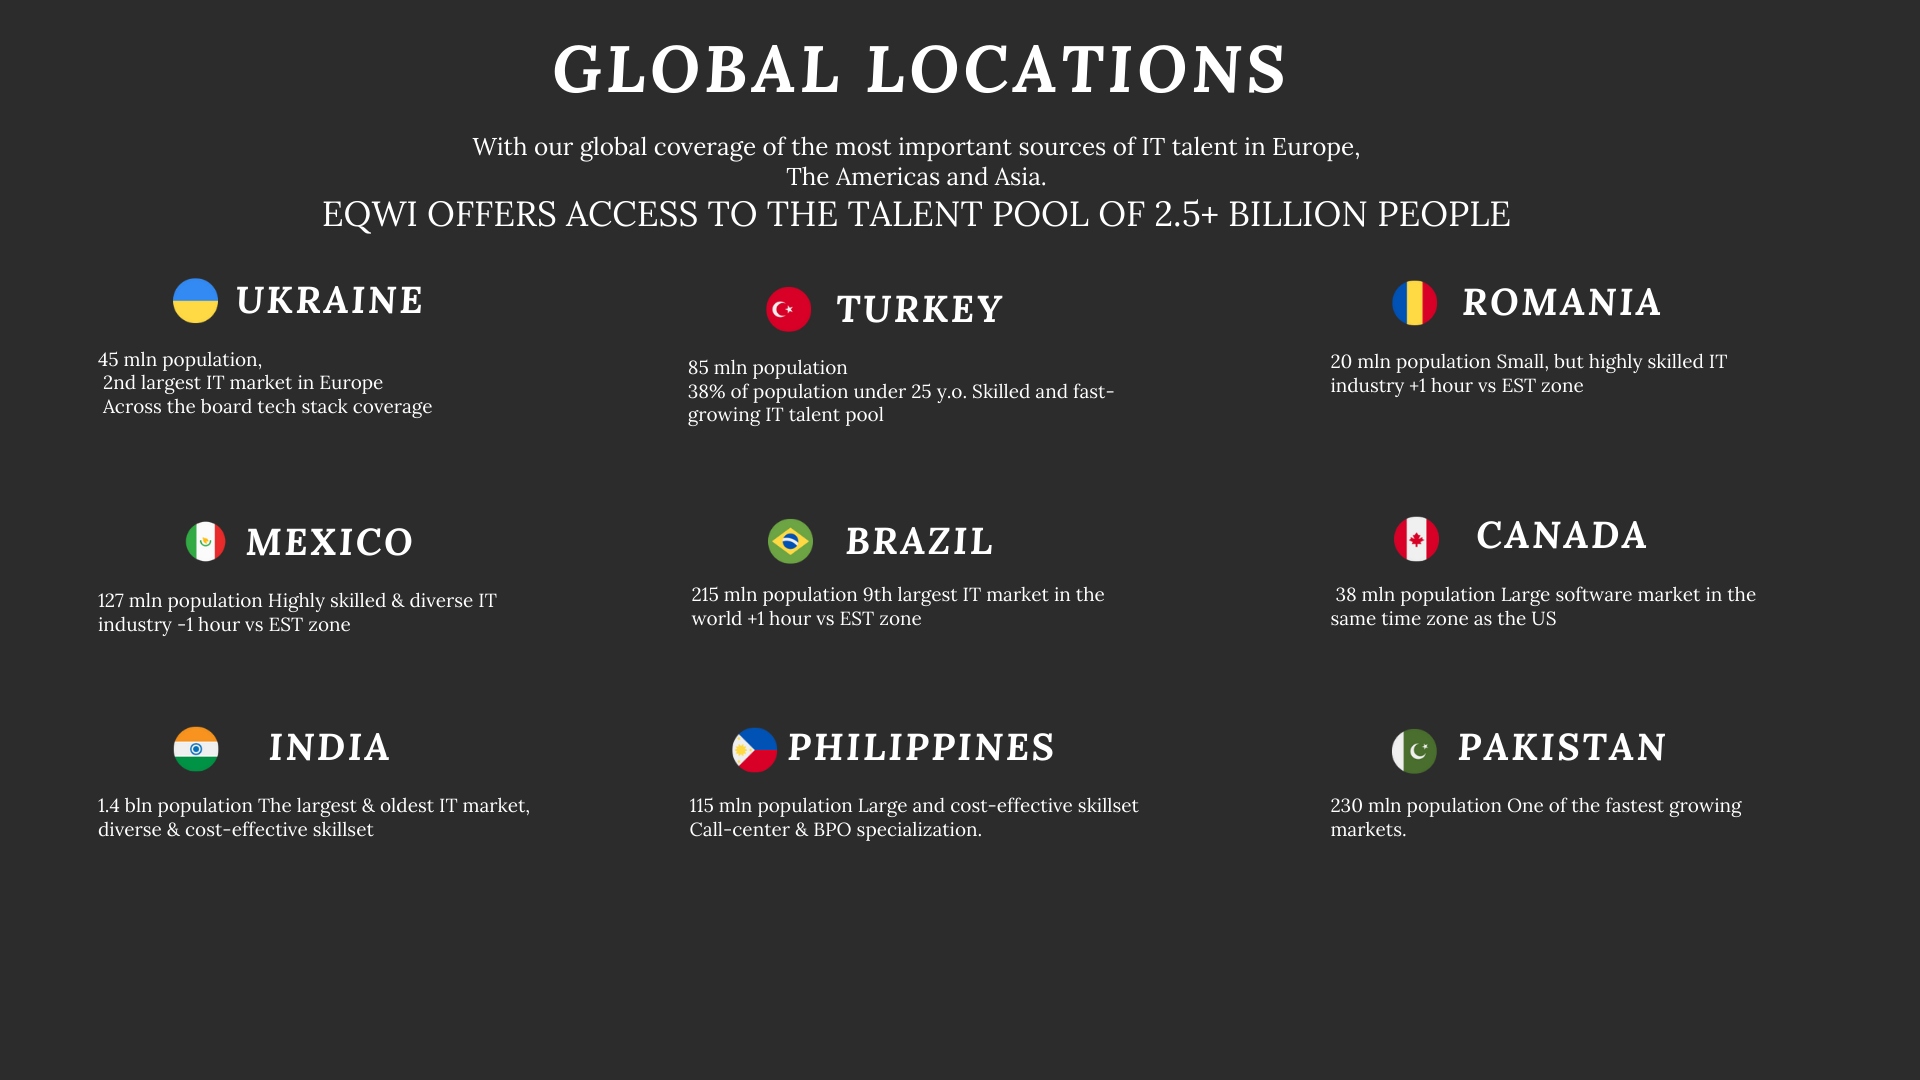 GLOBAL LOCATIONS
With our global coverage of the most important sources of IT talent in Europe,
The Americas and Asia.
EQWI OFFERS ACCESS TO THE TALENT POOL OF 2.5+ BILLION PEOPLE
UKRAINE
45 mln population,
2nd largest IT market in Europe
Across the board tech stack coverage
TURKEY
85 mln population
38% of population under 25 y.o. Skilled and fast-
growing IT talent pool
ROMANIA
20 mln population Small, but highly skilled IT
industry +1 hour vs EST zone
MEXICO
127 mln population Highly skilled & diverse IT
industry -1 hour vs EST zone
BRAZIL
215 mln population 9th largest IT market in the
world +1 hour vs EST zone
CANADA
38 mln population Large software market in the
same time zone as the US
INDIA
1.4 bln population The largest & oldest IT market,
diverse & cost-effective skillset
PHILIPPINES
115 mln population Large and cost-effective skillset
Call-center & BPO specialization.
PAKISTAN
230 mln population One of the fastest growing
markets.